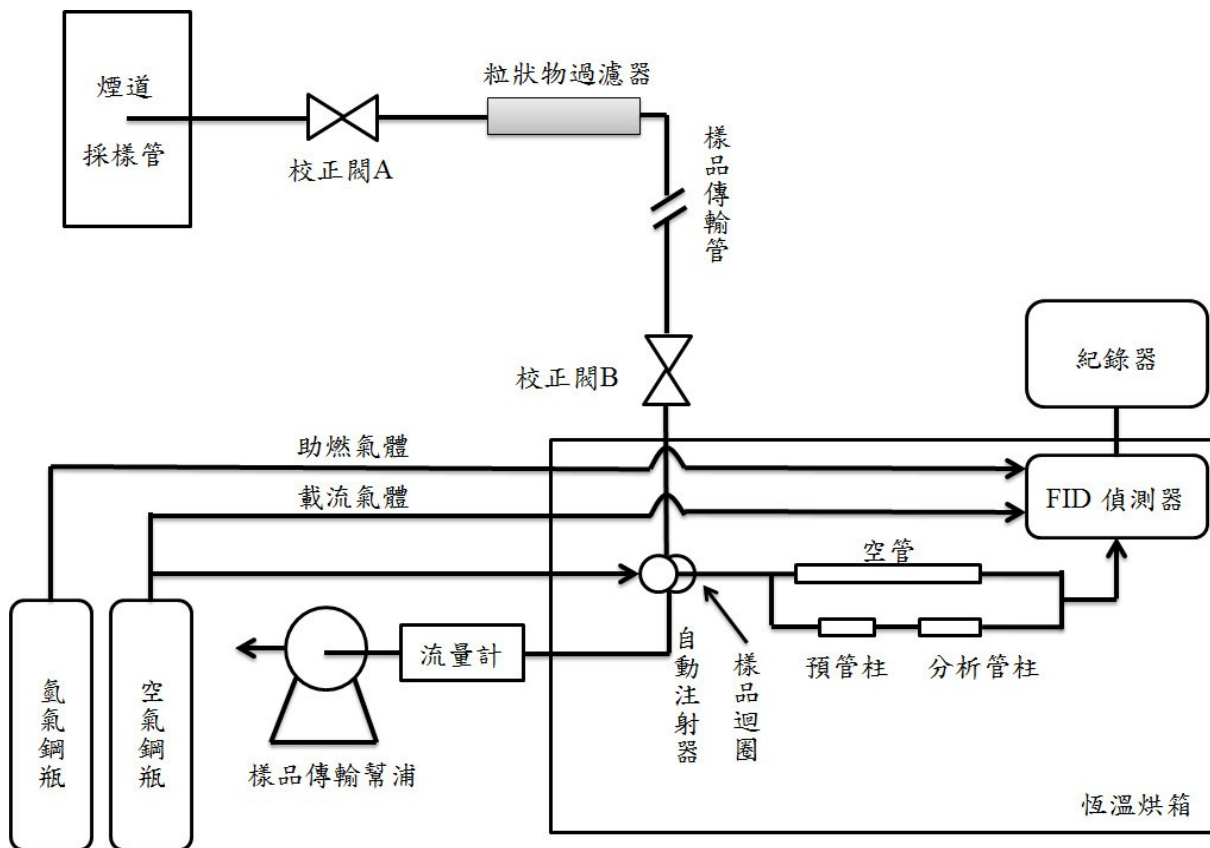 煙道
採樣管
校正閥A
粒狀物過濾器
樣品傳輸管
校正閥B
紀錄器
助燃氣體
載流氣體
FID 偵測器
空管
預管柱
分析管柱
自動注射器
樣品迴圈
流量計
樣品傳輸幫浦
氫氣鋼瓶
空氣鋼瓶
恆溫烘箱